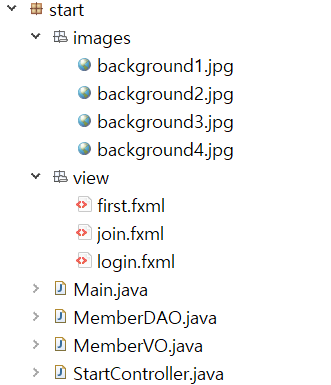 start
images
background1.jpg
background2.jpg
background3.jpg
background4.jpg
view
first.fxml
join.fxml
login.fxml
Main.java
MemberDAO.java
MemberVO.java
StartController.java